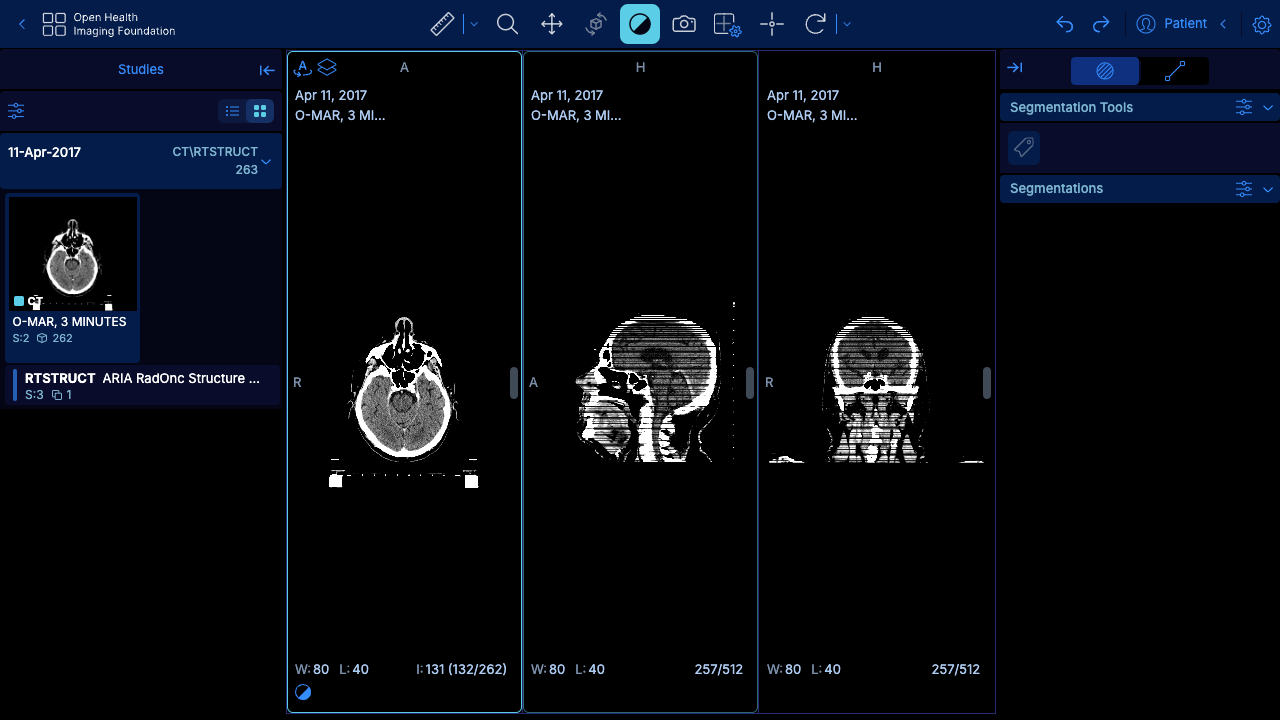 Open Health
Imaging Foundation
Patient
Studies
11-Apr-2017
CT\RTSTRUCT
263
CT
O-MAR, 3 MINUTES
S:2 262
RTSTRUCT ARIA RadOnc Structure ...
S:3 1
A
A
Apr 11, 2017
O-MAR, 3 MI...
R
W: 80 L: 40 I: 131 (132/262)
H
Apr 11, 2017
O-MAR, 3 MI...
A
W: 80 L: 40 257/512
H
Apr 11, 2017
O-MAR, 3 MI...
R
W: 80 L: 40 257/512
Segmentation Tools
Segmentations